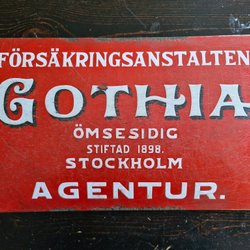 FÖRSÄKRINGSANSTALTEN
GOTHIA
ÖMSESIDIG
STIFTAD 1898.
STOCKHOLM
AGENTUR.